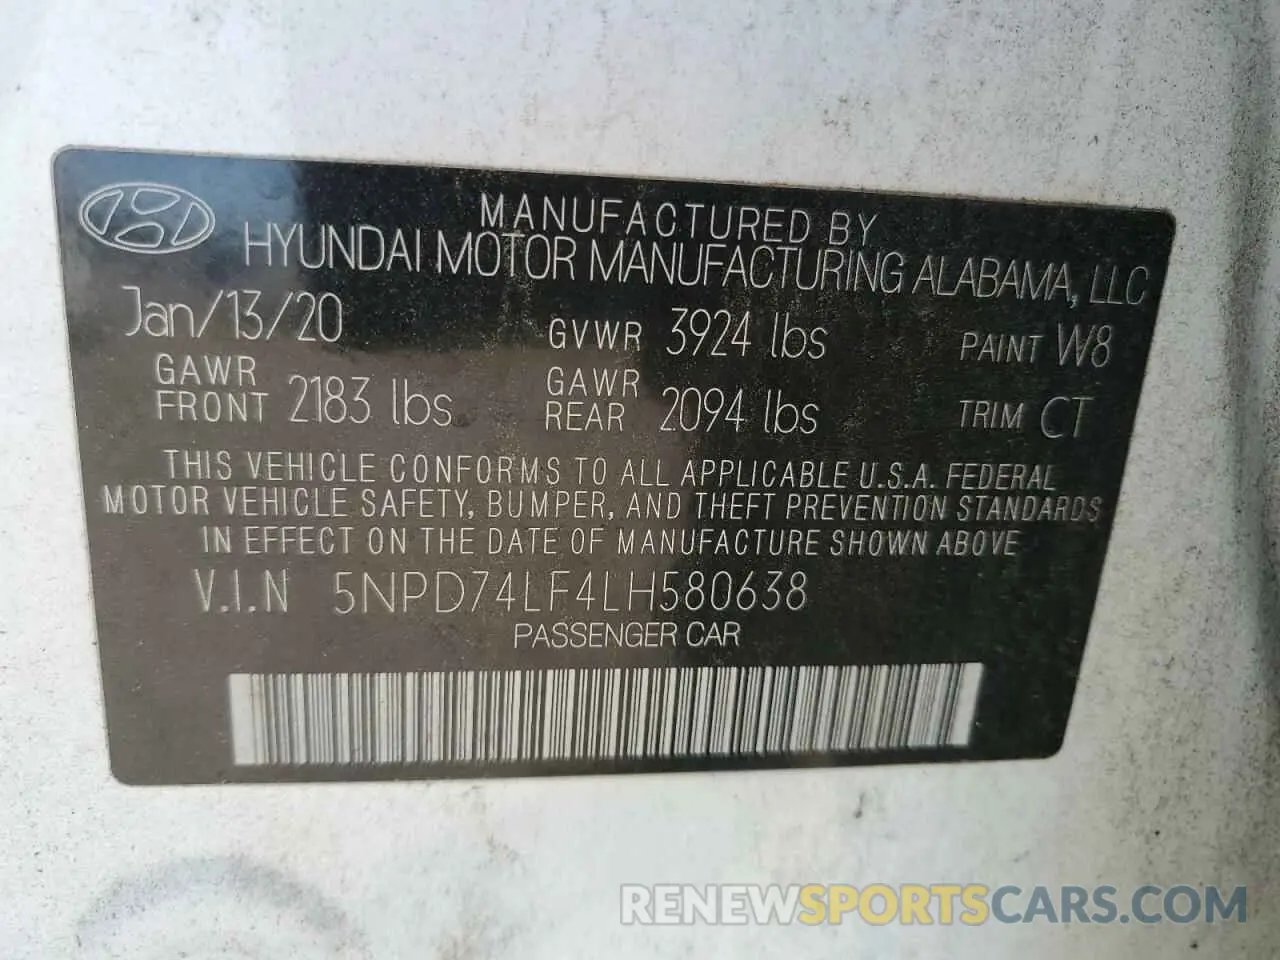 MANUFACTURED BY
HYUNDAI MOTOR MANUFACTURING ALABAMA, LLC
Jan/13/20 GVWR 3924 lbs PAINT W8
GAWR FRONT 2183 lbs GAWR REAR 2094 lbs TRIM CT
THIS VEHICLE CONFORMS TO ALL APPLICABLE U.S.A. FEDERAL
MOTOR VEHICLE SAFETY, BUMPER, AND THEFT PREVENTION STANDARDS
IN EFFECT ON THE DATE OF MANUFACTURE SHOWN ABOVE
V.I.N 5NPD74LF4LH580638
PASSENGER CAR
RENEWSPORTSCARS.COM